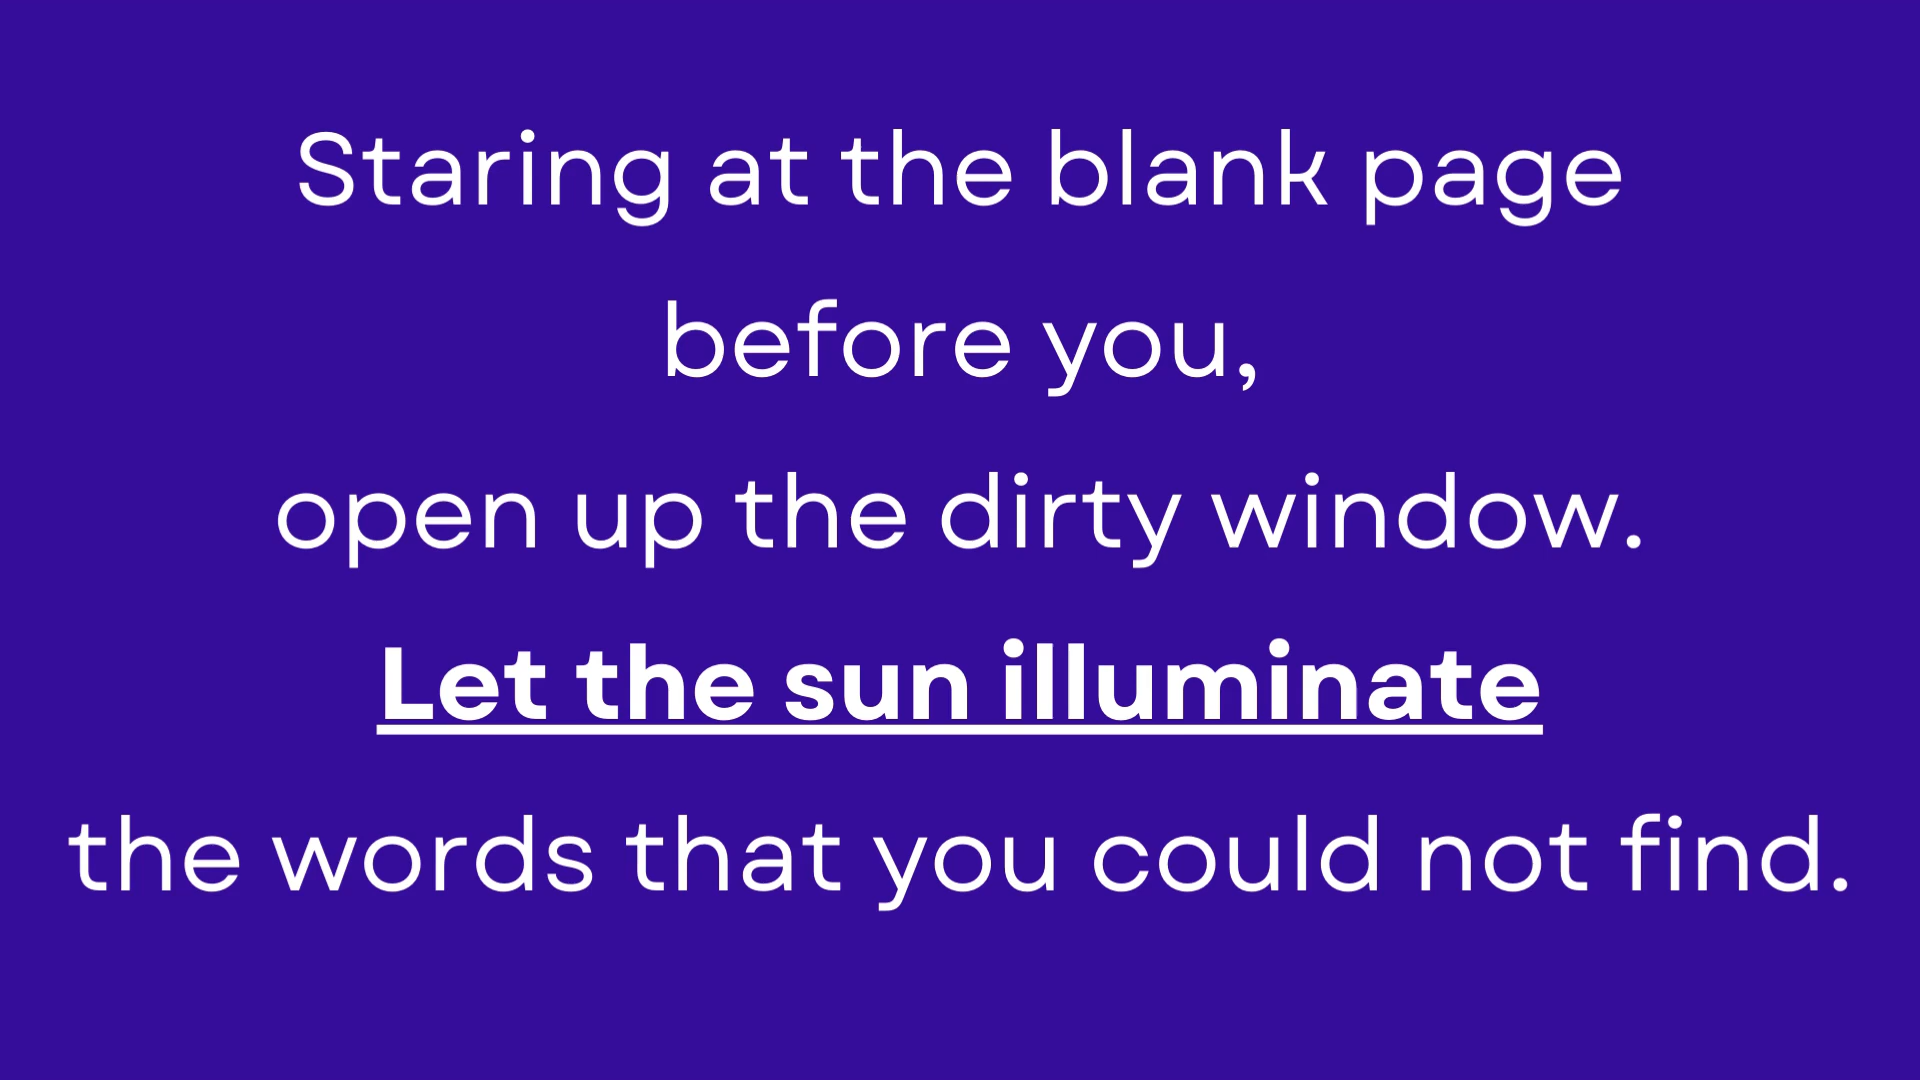 Staring at the blank page
before you,
open up the dirty window.
Let the sun illuminate
the words that you could not find.